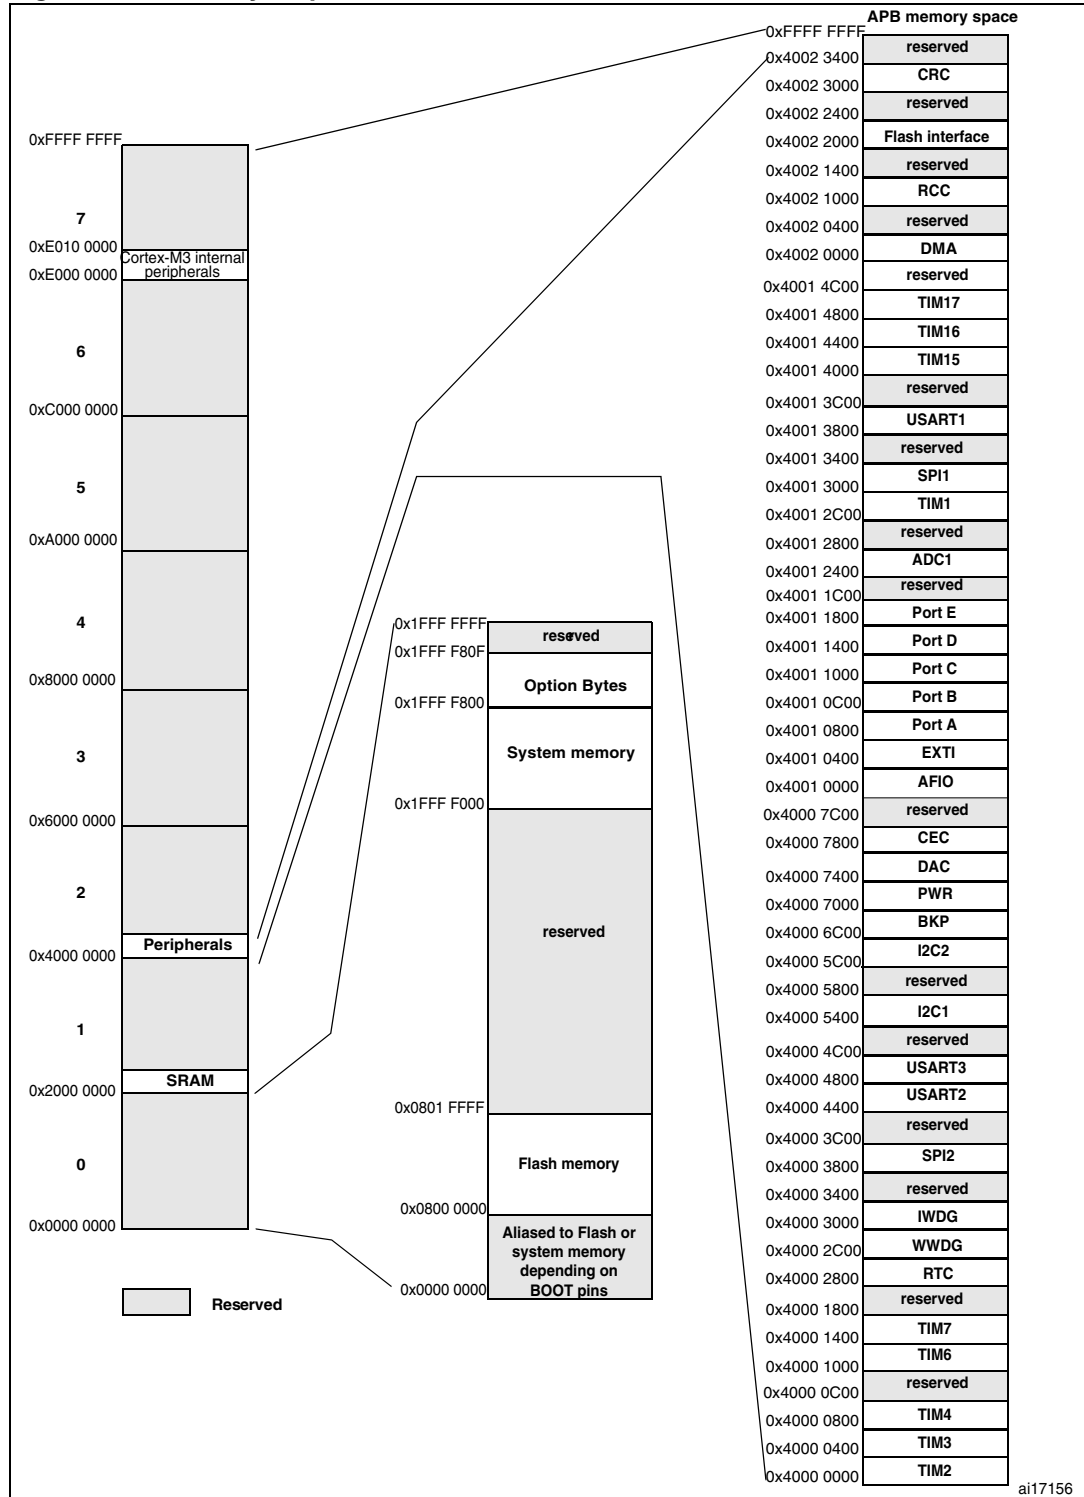 APB memory space
0xFFFF FFFF
reserved
0x4002 3400
CRC
0x4002 3000
reserved
0x4002 2400
Flash interface
0x4002 2000
reserved
0x4002 1400
RCC
0x4002 1000
reserved
0x4002 0400
DMA
0x4002 0000
reserved
0x4001 4C00
TIM17
0x4001 4800
TIM16
0x4001 4400
TIM15
0x4001 4000
reserved
0x4001 3C00
USART1
0x4001 3800
reserved
0x4001 3400
SPI1
0x4001 3000
TIM1
0x4001 2C00
reserved
0x4001 2800
ADC1
0x4001 2400
reserved
0x4001 1C00
Port E
0x4001 1800
Port D
0x4001 1400
Port C
0x4001 1000
Port B
0x4001 0C00
Port A
0x4001 0800
EXTI
0x4001 0400
AFIO
0x4001 0000
reserved
0x4000 7C00
CEC
0x4000 7800
DAC
0x4000 7400
PWR
0x4000 7000
BKP
0x4000 6C00
I2C2
0x4000 5C00
reserved
0x4000 5800
I2C1
0x4000 5400
reserved
0x4000 4C00
USART3
0x4000 4800
USART2
0x4000 4400
reserved
0x4000 3C00
SPI2
0x4000 3800
reserved
0x4000 3400
IWDG
0x4000 3000
WWDG
0x4000 2C00
RTC
0x4000 2800
reserved
0x4000 1800
TIM7
0x4000 1400
TIM6
0x4000 1000
reserved
0x4000 0C00
TIM4
0x4000 0800
TIM3
0x4000 0400
TIM2
0x4000 0000
0xFFFF FFFF
7
0xE010 0000
Cortex-M3 internal
peripherals
0xE000 0000
6
0xC000 0000
5
0xA000 0000
4
0x8000 0000
3
0x6000 0000
2
Peripherals
0x4000 0000
1
SRAM
0x2000 0000
0
0x0000 0000
Reserved
0x1FFF FFFF
reserved
0x1FFF F80F
Option Bytes
0x1FFF F800
System memory
0x1FFF F000
reserved
0x0801 FFFF
Flash memory
0x0800 0000
Aliased to Flash or
system memory
depending on
BOOT pins
0x0000 0000
ai17156